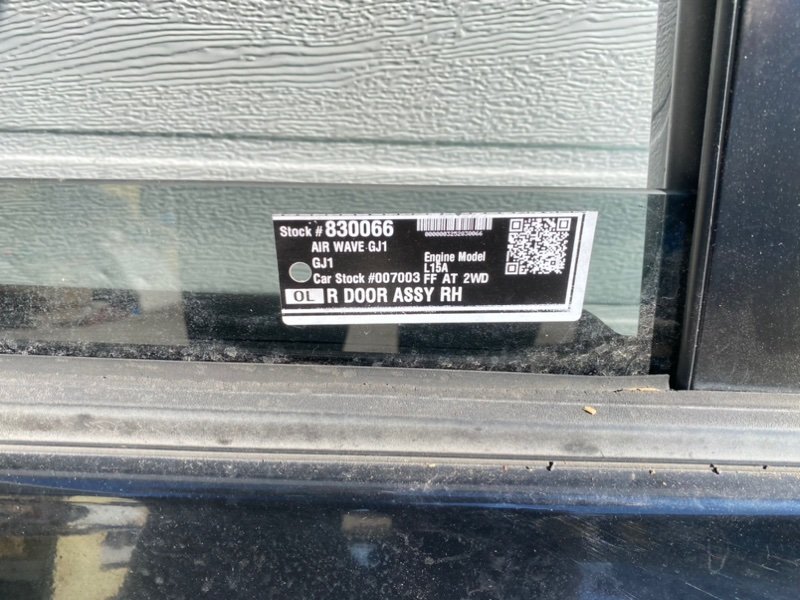 Stock # 830066
0000003252030066
AIR WAVE GJ1
GJ1
Engine Model
L15A
Car Stock #007003 FF AT 2WD
OL R DOOR ASSY RH